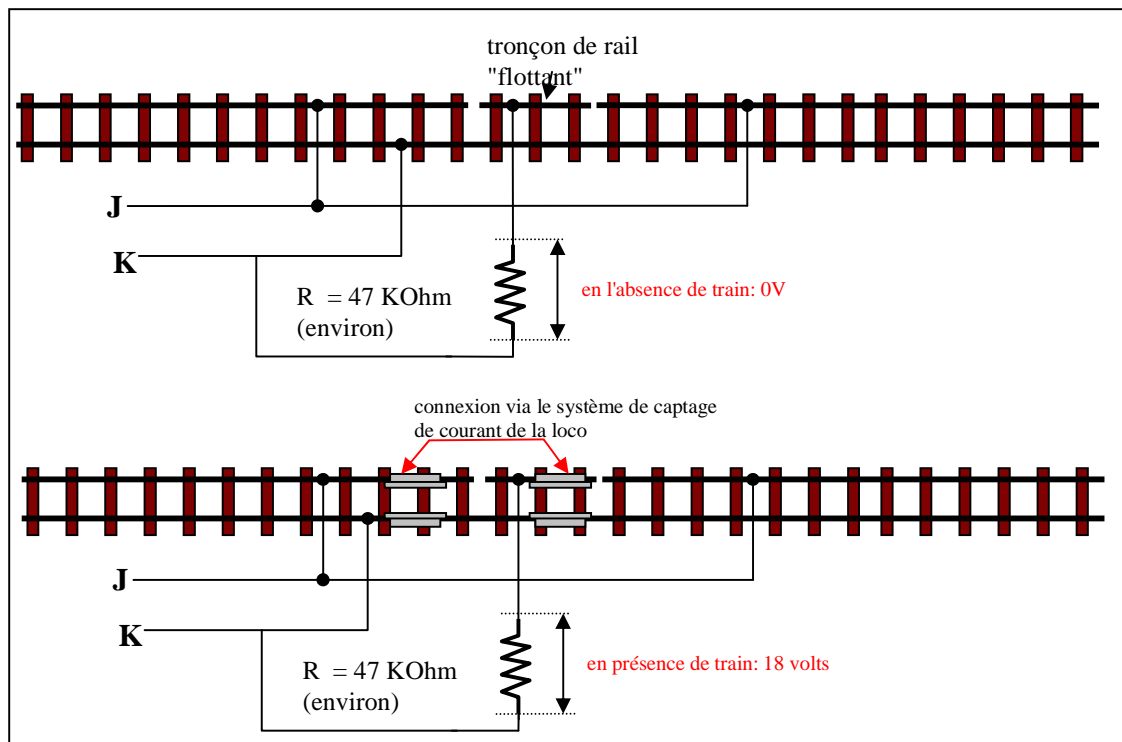 tronçon de rail
"flottant"
J
K
R = 47 KOhm
(environ)
en l'absence de train: 0V
connexion via le système de captage
de courant de la loco
J
K
R = 47 KOhm
(environ)
en présence de train: 18 volts